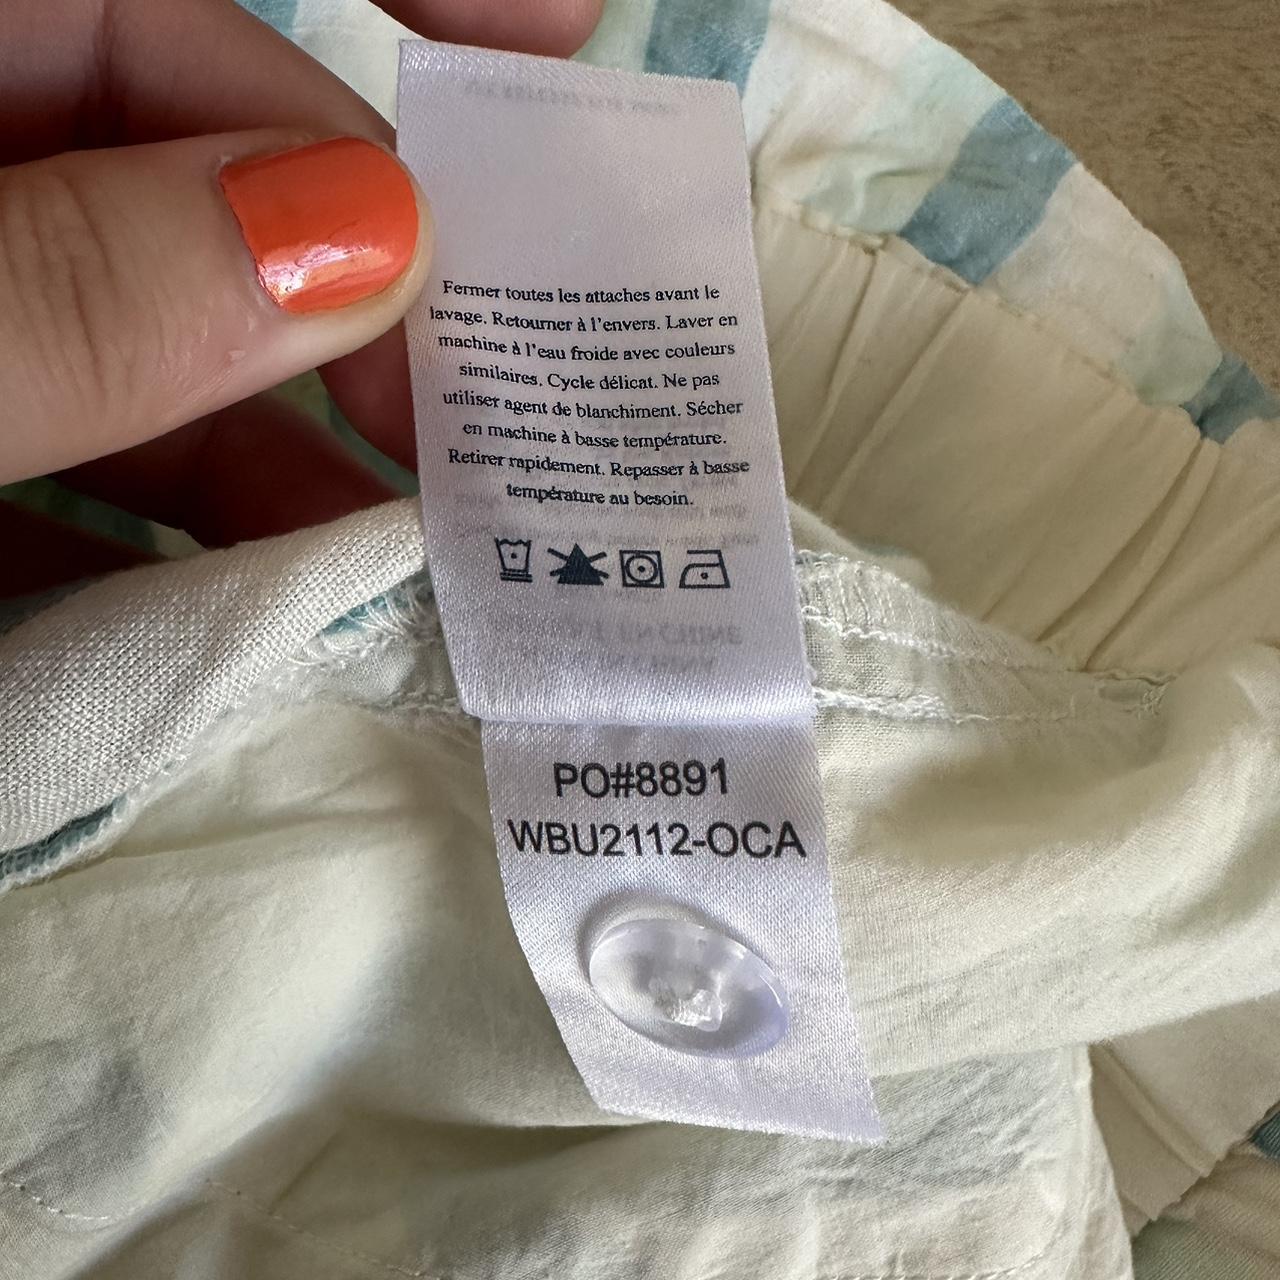 Fermer toutes les attaches avant le
lavage. Retourner à l'envers. Laver en
machine à l'eau froide avec couleurs
similaires. Cycle délicat. Ne pas
utiliser agent de blanchiment. Sécher
en machine à basse température.
Retirer rapidement. Repasser à basse
température au besoin.
PO#8891
WBU2112-OCA